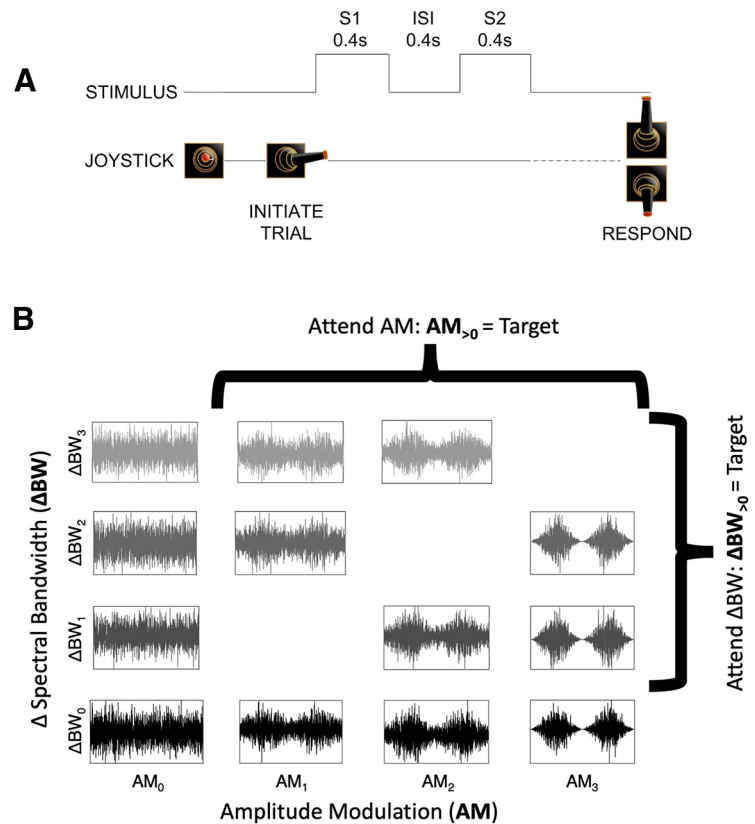 A
S1 ISI S2
0.4s 0.4s 0.4s
STIMULUS
JOYSTICK
INITIATE
TRIAL
RESPOND
B
Attend AM: AM>0 = Target
Δ Spectral Bandwidth (ΔBW)
ΔBW3
ΔBW2
ΔBW1
ΔBW0
Attend ΔBW: ΔBW>0 = Target
AM0 AM1 AM2 AM3
Amplitude Modulation (AM)